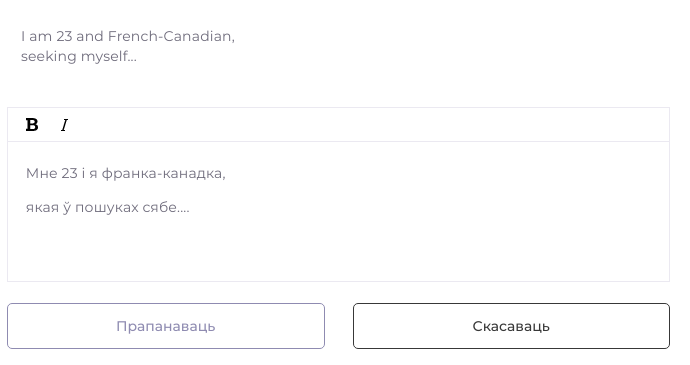 I am 23 and French-Canadian,
seeking myself...
B I
Мне 23 і я франка-канадка,
якая ў пошуках сябе....
Прапанаваць
Скасаваць